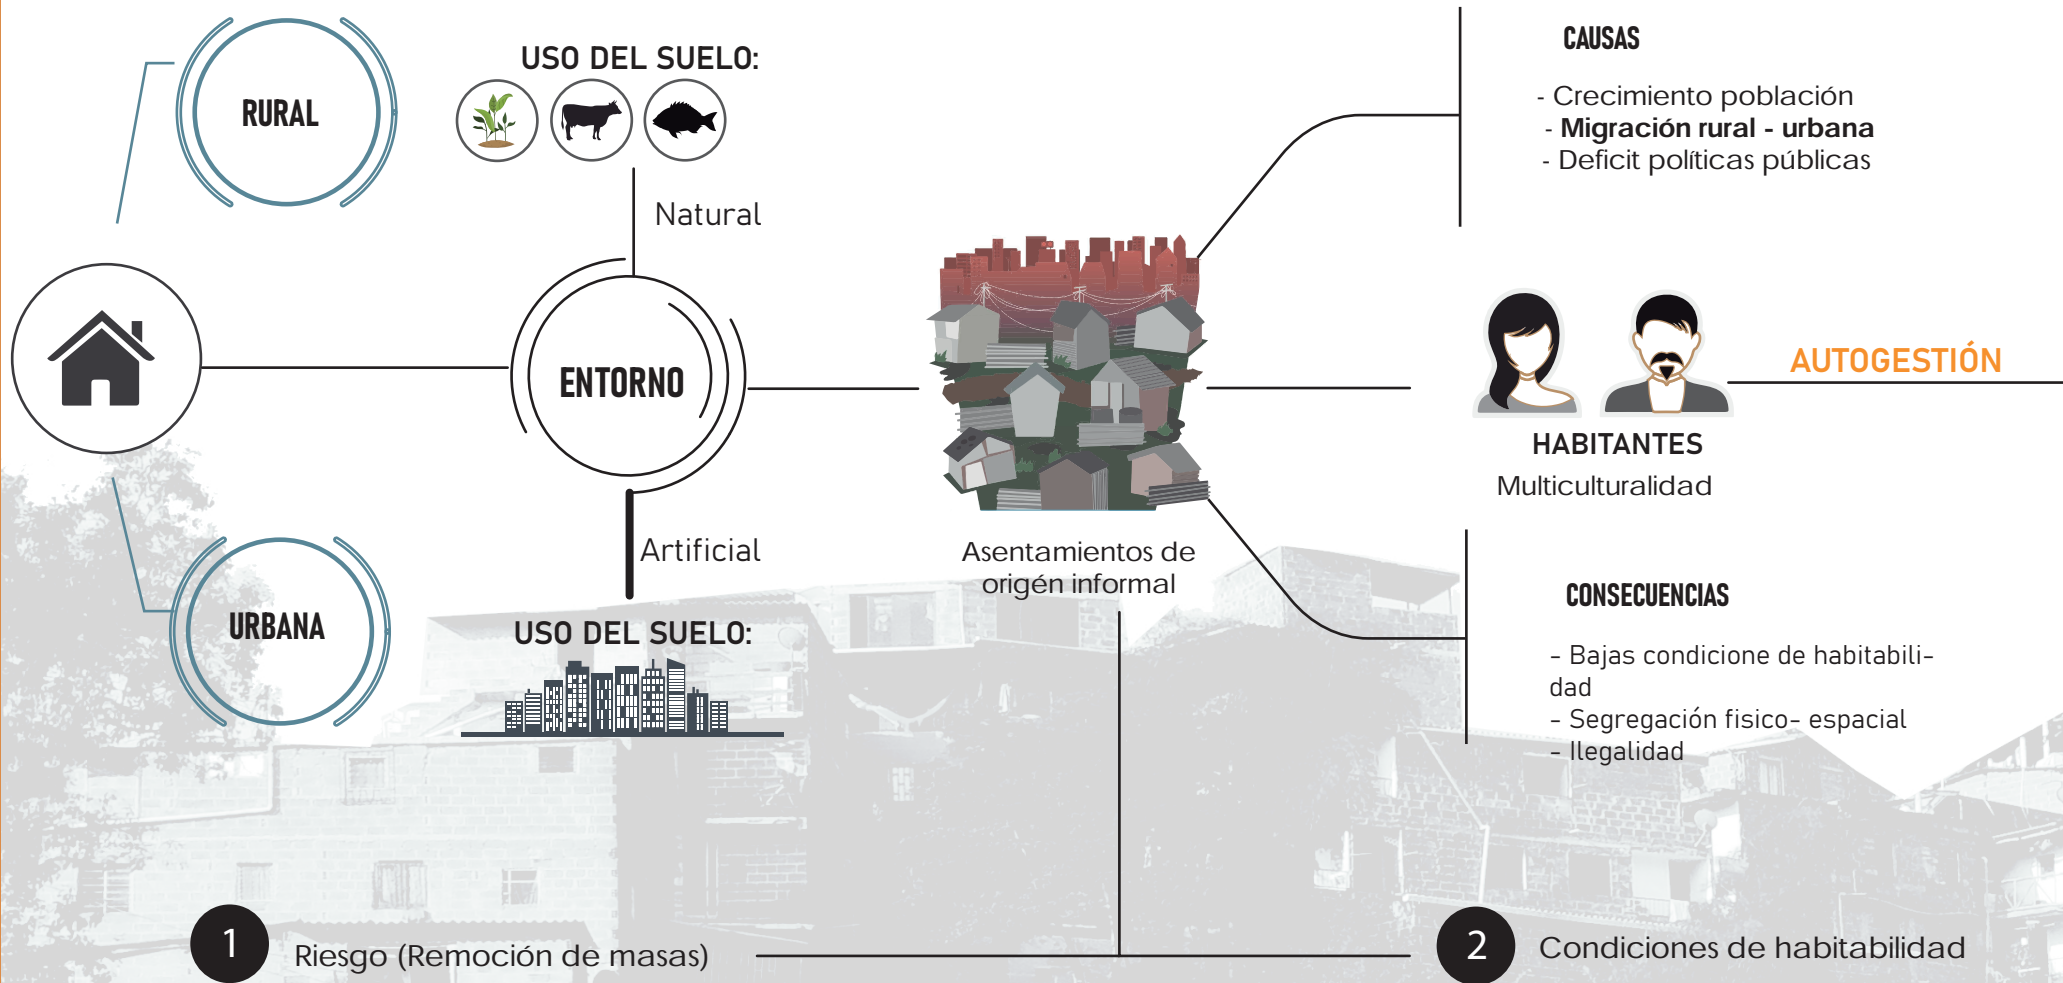 RURAL
USO DEL SUELO:
Natural
ENTORNO
Artificial
URBANA
USO DEL SUELO:
Asentamientos de
origén informal
CAUSAS
- Crecimiento población
- Migración rural - urbana
- Deficit políticas públicas
HABITANTES
Multiculturalidad
AUTOGESTIÓN
CONSECUENCIAS
- Bajas condicione de habitabili-
dad
- Segregación fisico- espacial
- Ilegalidad
1 Riesgo (Remoción de masas)
2 Condiciones de habitabilidad